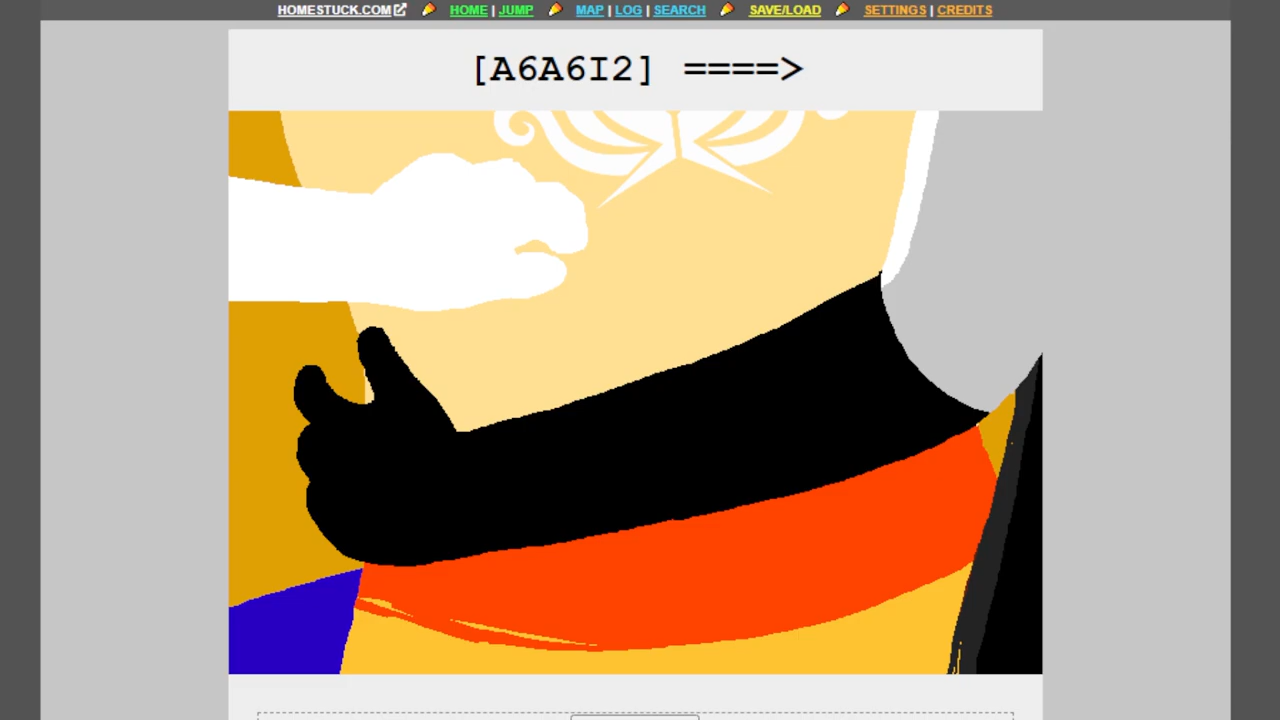 HOMESTUCK.COM HOME | JUMP MAP | LOG | SEARCH SAVE/LOAD SETTINGS | CREDITS
[A6A6I2] ====>